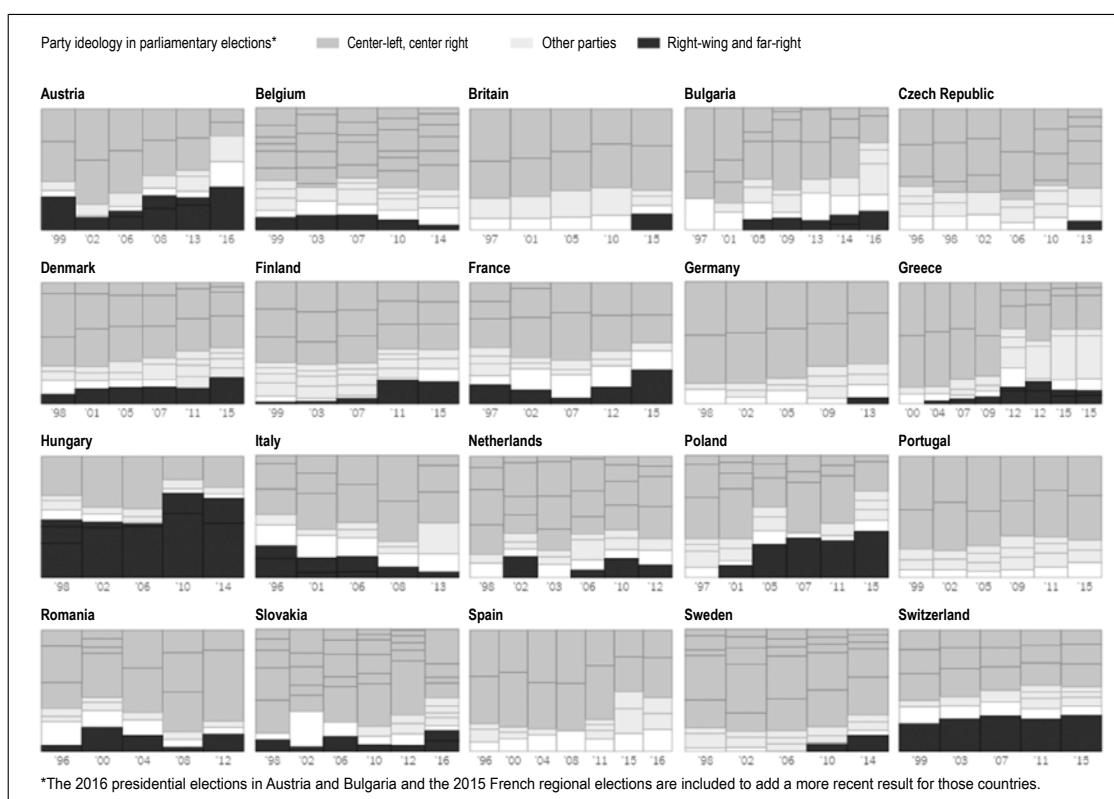 Party ideology in parliamentary elections* Center-left, center right Other parties Right-wing and far-right
Austria Belgium Britain Bulgaria Czech Republic
'99 '02 '06 '08 '13 '16 '99 '03 '07 '10 '14 '97 '01 '05 '10 '15 '97 '01 '05 '09 '13 '14 '16 '96 '98 '02 '06 '10 '13
Denmark Finland France Germany Greece
'98 '01 '05 '07 '11 '15 '99 '03 '07 '11 '15 '97 '02 '07 '12 '15 '98 '02 '05 '09 '13 '00 '04 '07 '09 '12 '12 '15 '15
Hungary Italy Netherlands Poland Portugal
'98 '02 '06 '10 '14 '96 '01 '06 '08 '13 '98 '02 '03 '06 '10 '12 '97 '01 '05 '07 '11 '15 '99 '02 '05 '09 '11 '15
Romania Slovakia Spain Sweden Switzerland
'96 '00 '04 '08 '12 '98 '02 '06 '10 '12 '16 '96 '00 '04 '08 '11 '15 '16 '98 '02 '06 '10 '14 '99 '03 '07 '11 '15
*The 2016 presidential elections in Austria and Bulgaria and the 2015 French regional elections are included to add a more recent result for those countries.